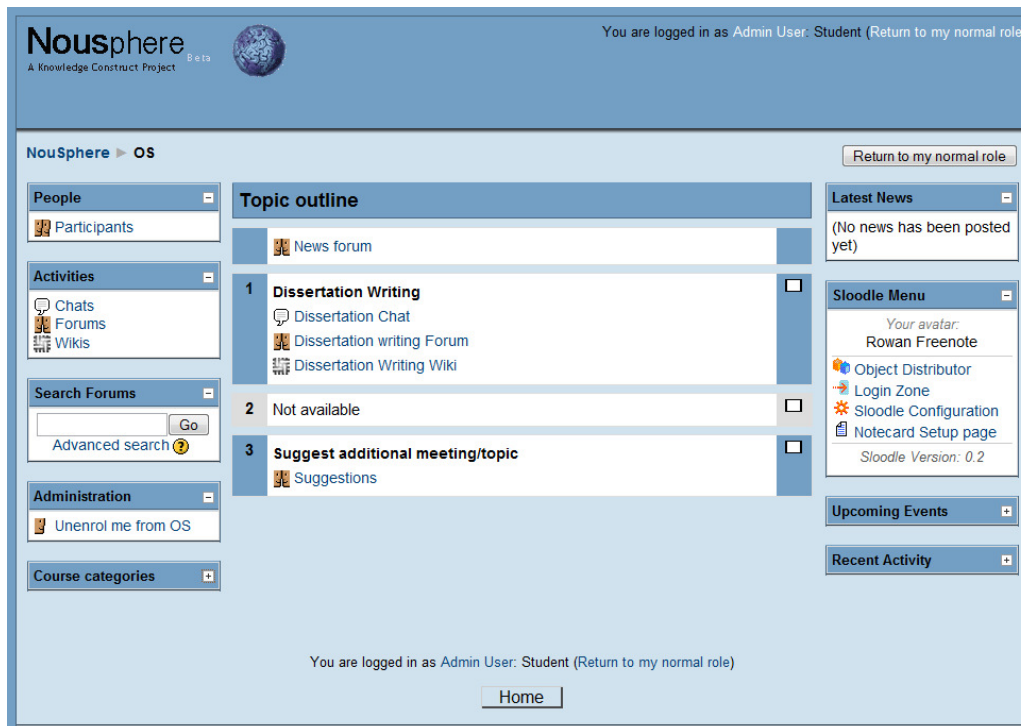 Nousphere Beta
A Knowledge Construct Project
You are logged in as Admin User: Student (Return to my normal role
NouSphere ► OS
Return to my normal role
People
Participants
Activities
Chats
Forums
Wikis
Search Forums
Go
Advanced search ?
Administration
Unenrol me from OS
Course categories
Topic outline
News forum
1 Dissertation Writing
Dissertation Chat
Dissertation writing Forum
Dissertation Writing Wiki
2 Not available
3 Suggest additional meeting/topic
Suggestions
Latest News
(No news has been posted
yet)
Sloodle Menu
Your avatar:
Rowan Freenote
Object Distributor
Login Zone
Sloodle Configuration
Notecard Setup page
Sloodle Version: 0.2
Upcoming Events
Recent Activity
You are logged in as Admin User: Student (Return to my normal role)
Home